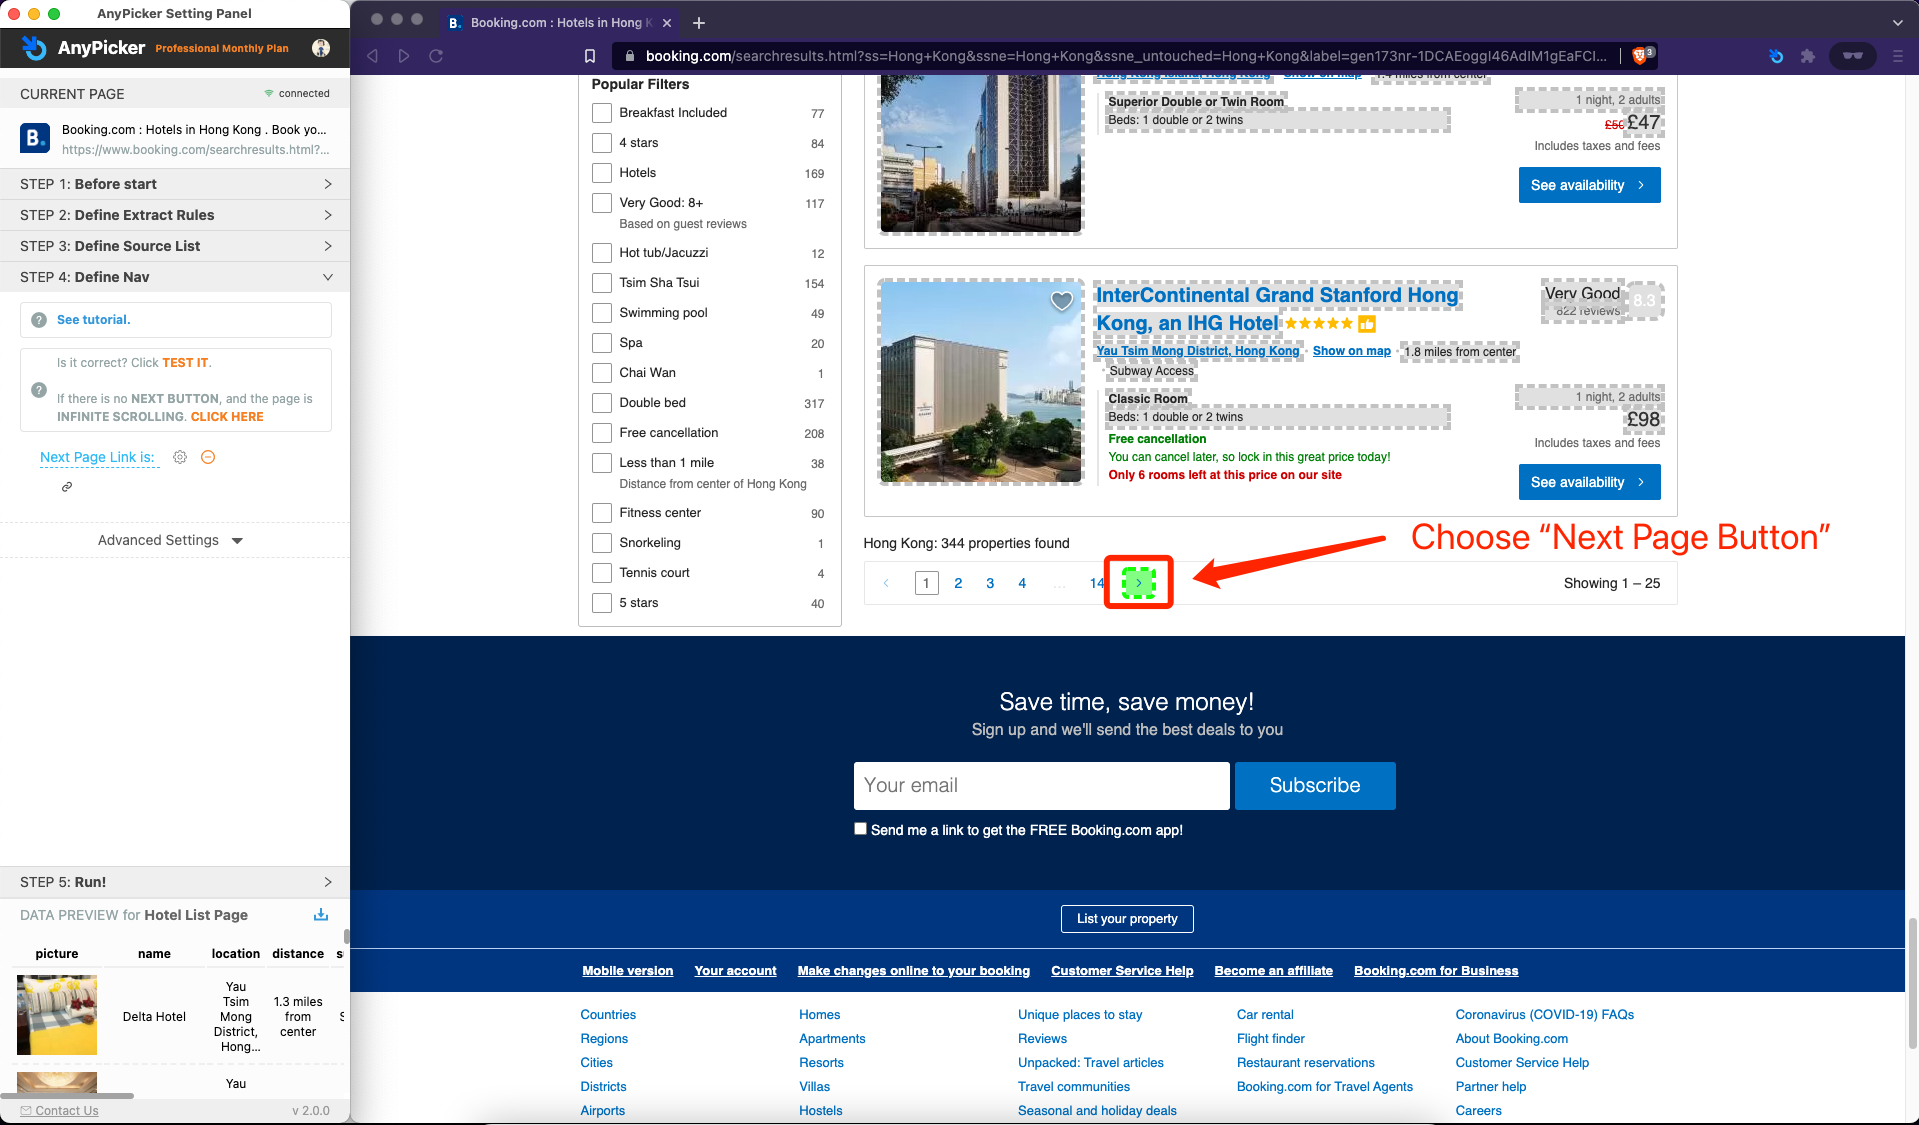 AnyPicker Setting Panel
AnyPicker Professional Monthly Plan
CURRENT PAGE
connected
B.
Booking.com : Hotels in Hong Kong . Book yo...
https://www.booking.com/searchresults.html?...
STEP 1: Before start
STEP 2: Define Extract Rules
STEP 3: Define Source List
STEP 4: Define Nav
See tutorial.
Is it correct? Click TEST IT.
If there is no NEXT BUTTON, and the page is
INFINITE SCROLLING. CLICK HERE
Next Page Link is:
Advanced Settings
STEP 5: Run!
DATA PREVIEW for Hotel List Page
picture name location distance
Delta Hotel
Yau
Tsim
Mong
District,
Hong...
1.3 miles
from
center
Yau
Contact Us
v 2.0.0
B. Booking.com : Hotels in Hong K
booking.com/searchresults.html?ss=Hong+Kong&ssne=Hong+Kong&ssne_untouched=Hong+Kong&label=gen173nr-1DCAEoggI46AdIM1gEaFCI...
3
Popular Filters
Breakfast Included 77
4 stars 84
Hotels 169
Very Good: 8+ 117
Based on guest reviews
Hot tub/Jacuzzi 12
Tsim Sha Tsui 154
Swimming pool 49
Spa 20
Chai Wan 1
Double bed 317
Free cancellation 208
Less than 1 mile 38
Distance from center of Hong Kong
Fitness center 90
Snorkeling 1
Tennis court 4
5 stars 40
Hong Kong Island, Hong Kong Show on map 1.4 miles from center
Superior Double or Twin Room
Beds: 1 double or 2 twins
1 night, 2 adults
£50 £47
Includes taxes and fees
See availability
InterContinental Grand Stanford Hong
Kong, an IHG Hotel
Yau Tsim Mong District, Hong Kong Show on map 1.8 miles from center
Subway Access
Very Good 8.3
822 reviews
Classic Room
Beds: 1 double or 2 twins
Free cancellation
You can cancel later, so lock in this great price today!
Only 6 rooms left at this price on our site
1 night, 2 adults
£98
Includes taxes and fees
See availability
Choose “Next Page Button”
Hong Kong: 344 properties found
‹ 1 2 3 4 … 14 ›
Showing 1 – 25
Save time, save money!
Sign up and we'll send the best deals to you
Your email
Subscribe
Send me a link to get the FREE Booking.com app!
List your property
Mobile version Your account Make changes online to your booking Customer Service Help Become an affiliate Booking.com for Business
Countries Homes Unique places to stay Car rental Coronavirus (COVID-19) FAQs
Regions Apartments Reviews Flight finder About Booking.com
Cities Resorts Unpacked: Travel articles Restaurant reservations Customer Service Help
Districts Villas Travel communities Booking.com for Travel Agents Partner help
Airports Hostels Seasonal and holiday deals Careers